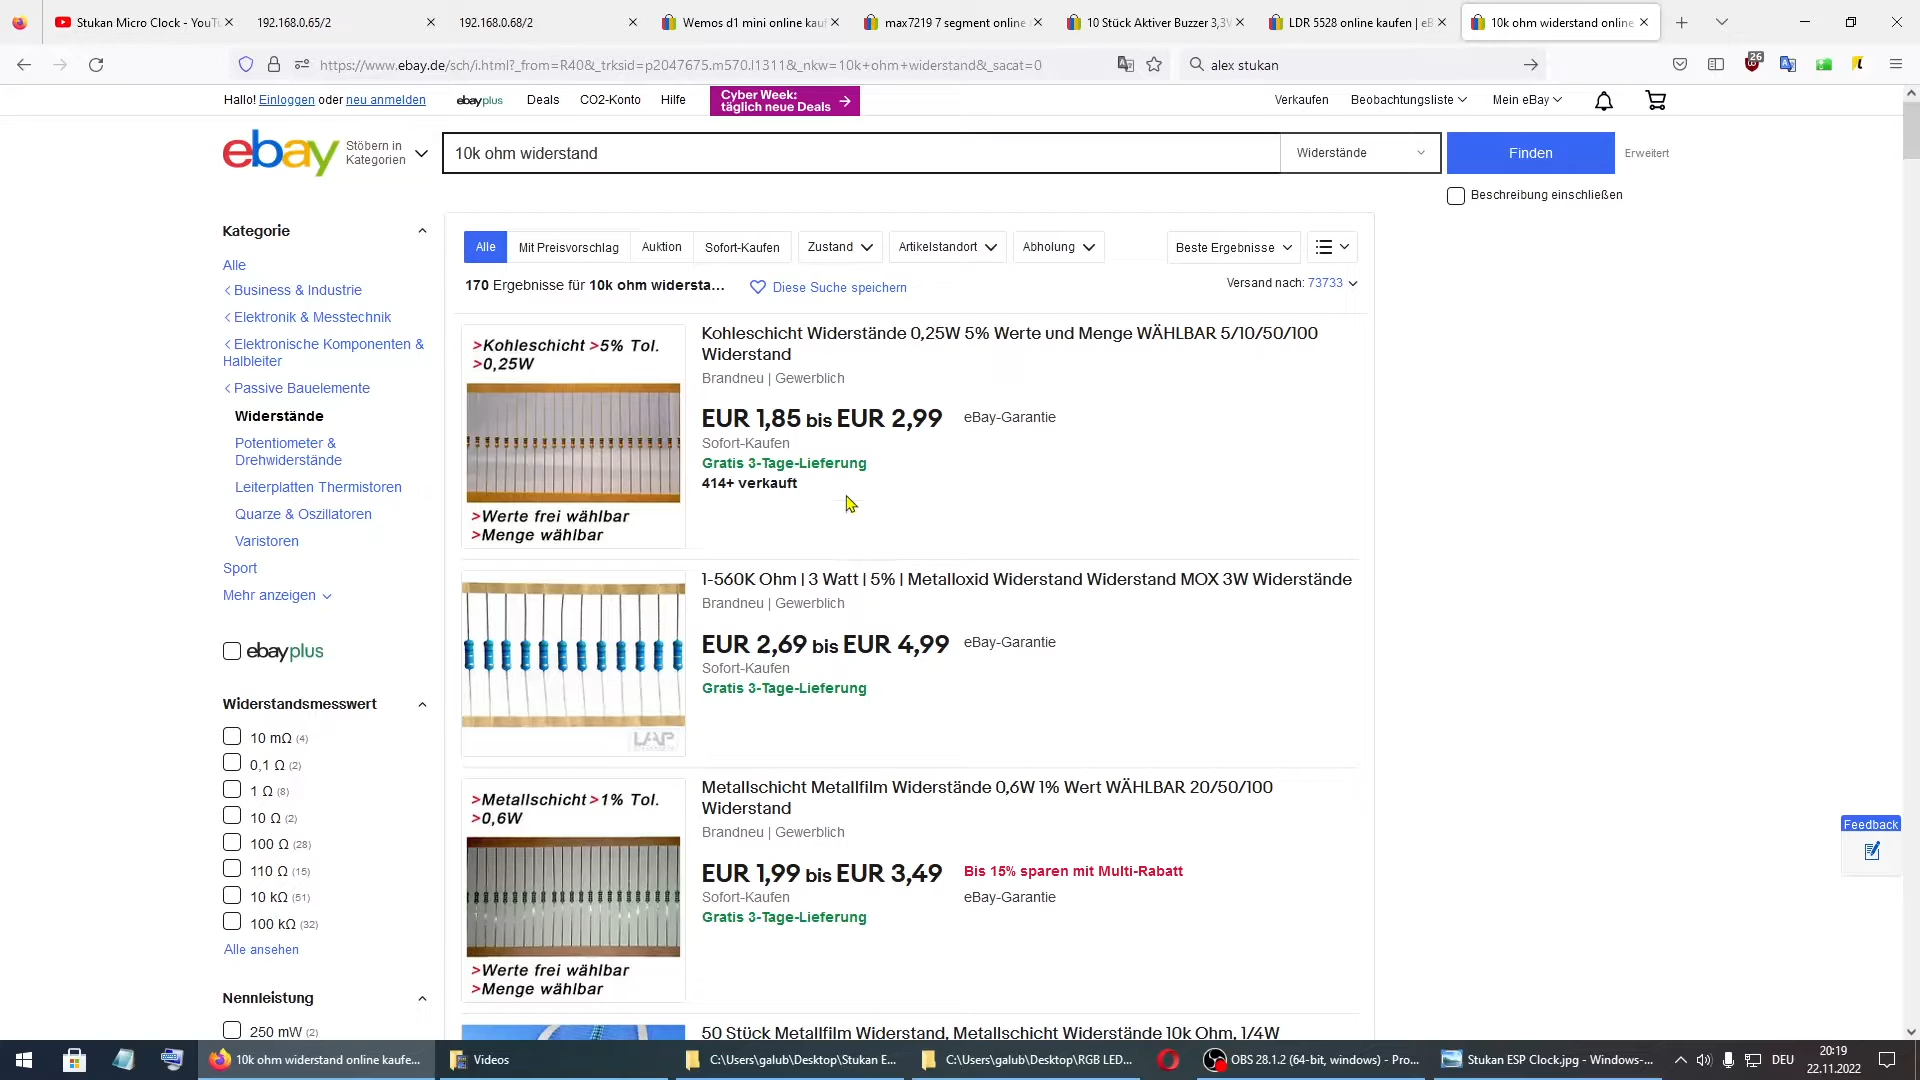 Stukan Micro Clock - YouTu
192.168.0.65/2
192.168.0.68/2
Wemos d1 mini online kauf
max7219 7 segment online
10 Stück Aktiver Buzzer 3,3V
LDR 5528 online kaufen | eB
10k ohm widerstand online
https://www.ebay.de/sch/i.html?_from=R40&_trksid=p2047675.m570.l1311&_nkw=10k+ohm+widerstand&_sacat=0
alex stukan
26
Hallo! Einloggen oder neu anmelden
ebayplus
Deals
CO2-Konto
Hilfe
Cyber Week:
täglich neue Deals
Verkaufen
Beobachtungsliste
Mein eBay
ebay
Stöbern in
Kategorien
10k ohm widerstand
Widerstände
Finden
Erweitert
Beschreibung einschließen
Kategorie
Alle
Business & Industrie
Elektronik & Messtechnik
Elektronische Komponenten &
Halbleiter
Passive Bauelemente
Widerstände
Potentiometer &
Drehwiderstände
Leiterplatten Thermistoren
Quarze & Oszillatoren
Varistoren
Sport
Mehr anzeigen
ebayplus
Widerstandsmesswert
10 mΩ (4)
0,1 Ω (2)
1 Ω (8)
10 Ω (2)
100 Ω (28)
110 Ω (15)
10 kΩ (51)
100 kΩ (32)
Alle ansehen
Nennleistung
250 mW (2)
Alle
Mit Preisvorschlag
Auktion
Sofort-Kaufen
Zustand
Artikelstandort
Abholung
Beste Ergebnisse
170 Ergebnisse für 10k ohm widersta...
Diese Suche speichern
Versand nach: 73733
>Kohleschicht >5% Tol.
>0,25W
>Werte frei wählbar
>Menge wählbar
Kohleschicht Widerstände 0,25W 5% Werte und Menge WÄHLBAR 5/10/50/100
Widerstand
Brandneu | Gewerblich
EUR 1,85 bis EUR 2,99
eBay-Garantie
Sofort-Kaufen
Gratis 3-Tage-Lieferung
414+ verkauft
LAP
1-560K Ohm | 3 Watt | 5% | Metalloxid Widerstand Widerstand MOX 3W Widerstände
Brandneu | Gewerblich
EUR 2,69 bis EUR 4,99
eBay-Garantie
Sofort-Kaufen
Gratis 3-Tage-Lieferung
>Metallschicht >1% Tol.
>0,6W
>Werte frei wählbar
>Menge wählbar
Metallschicht Metallfilm Widerstände 0,6W 1% Wert WÄHLBAR 20/50/100
Widerstand
Brandneu | Gewerblich
EUR 1,99 bis EUR 3,49
Bis 15% sparen mit Multi-Rabatt
Sofort-Kaufen
eBay-Garantie
Gratis 3-Tage-Lieferung
50 Stück Metallfilm Widerstand, Metallschicht Widerstände 10k Ohm, 1/4W
Feedback
10k ohm widerstand online kaufe...
Videos
C:\Users\galub\Desktop\Stukan E...
C:\Users\galub\Desktop\RGB LED...
OBS 28.1.2 (64-bit, windows) - Pro...
Stukan ESP Clock.jpg - Windows-...
DEU
20:19
22.11.2022